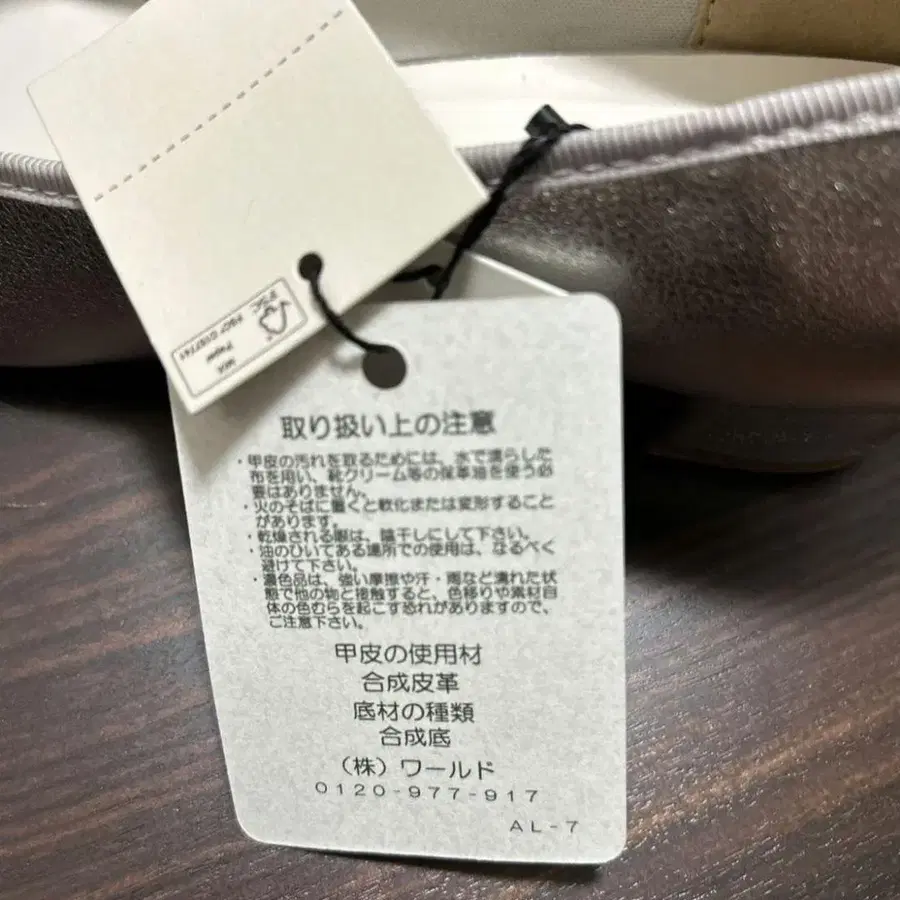 FSC
MIX
Paper
FSC® C157741
取り扱い上の注意
・甲皮の汚れを取るためには、水で濡らした
布を用い、靴クリーム等の保革油を使う必
要はありません。
・火のそばに置くと軟化または変形すること
があります。
・乾燥される際は、陰干しにして下さい。
・油のひいてある場所での使用は、なるべく
避けて下さい。
・濃色品は、強い摩擦や汗・雨など濡れた状
態で他の物と接触すると、色移りや素材自
体の色むらを起こす恐れがありますので、
ご注意下さい。
甲皮の使用材
合成皮革
底材の種類
合成底
（株）ワールド
0120-977-917
AL-7